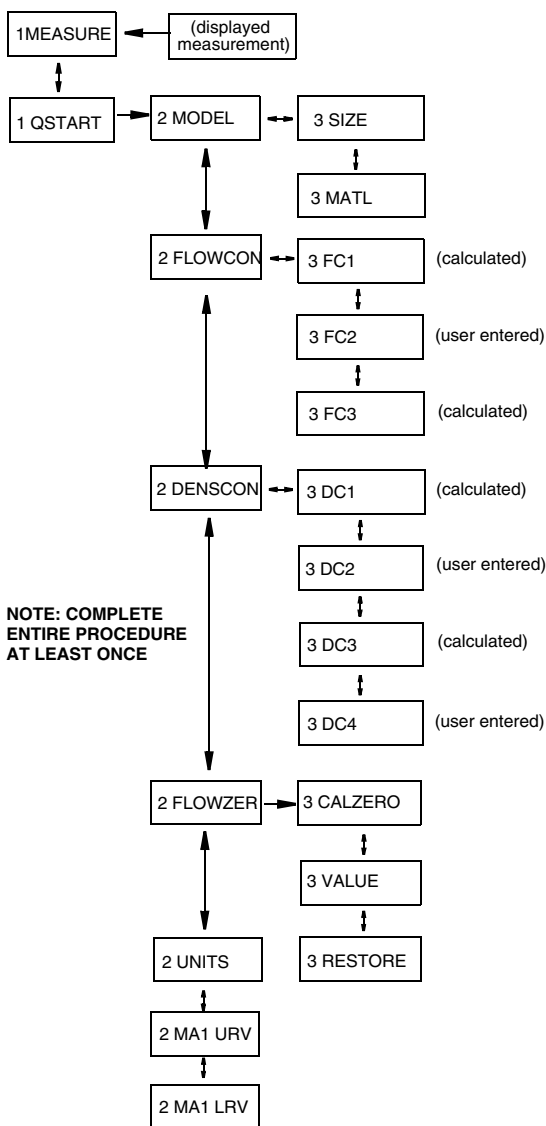 1MEASURE
(displayed
measurement)
1 QSTART
2 MODEL
3 SIZE
3 MATL
2 FLOWCON
3 FC1
(calculated)
3 FC2
(user entered)
3 FC3
(calculated)
2 DENSCON
3 DC1
(calculated)
3 DC2
(user entered)
NOTE: COMPLETE
ENTIRE PROCEDURE
AT LEAST ONCE
3 DC3
(calculated)
3 DC4
(user entered)
2 FLOWZER
3 CALZERO
3 VALUE
3 RESTORE
2 UNITS
2 MA1 URV
2 MA1 LRV